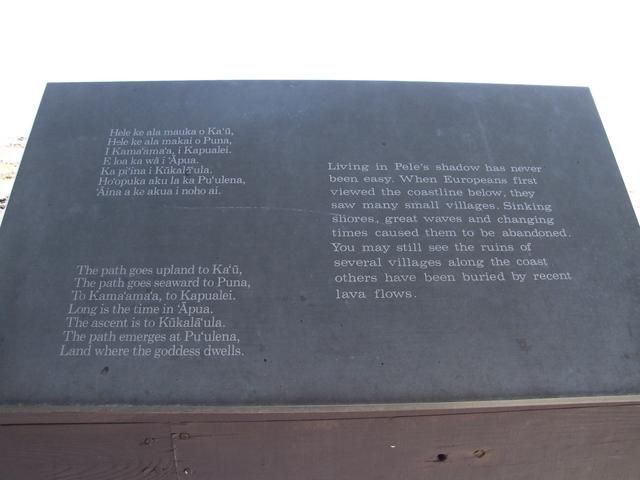 Hele ke ala mauka o Ka‘ū,
Hele ke ala makai o Puna,
I Kama‘ama‘a, i Kapualei.
E loa ka wā i ‘Āpua.
Ka pi‘ina i Kūkalā‘ula.
Ho‘opuka aku la ka Pu‘ulena,
‘Āina a ke akua i noho ai.
The path goes upland to Ka‘ū,
The path goes seaward to Puna,
To Kama‘ama‘a, to Kapualei.
Long is the time in ‘Āpua.
The ascent is to Kūkalā‘ula.
The path emerges at Pu‘ulena,
Land where the goddess dwells.
Living in Pele's shadow has never
been easy. When Europeans first
viewed the coastline below, they
saw many small villages. Sinking
shores, great waves and changing
times caused them to be abandoned.
You may still see the ruins of
several villages along the coast
others have been buried by recent
lava flows.